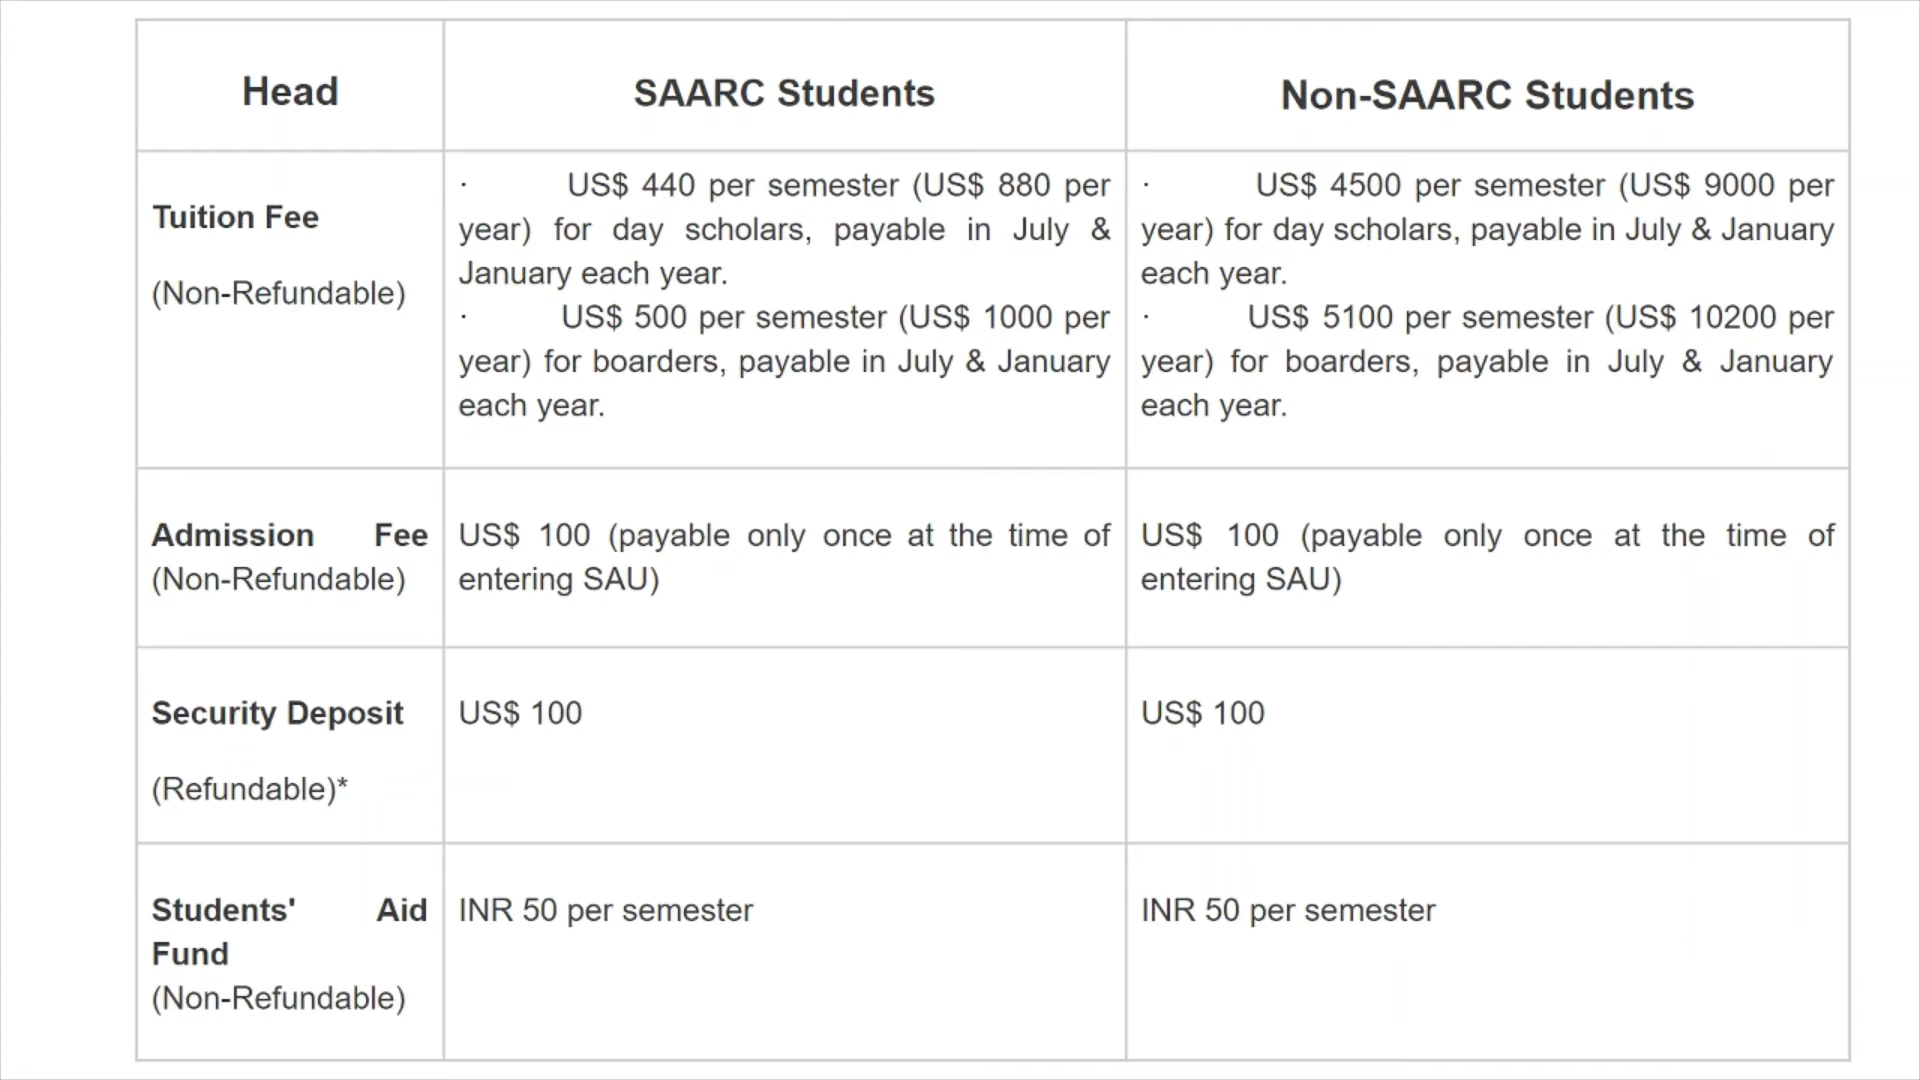 Head
SAARC Students
Non-SAARC Students
Tuition Fee
(Non-Refundable)
· US$ 440 per semester (US$ 880 per
year) for day scholars, payable in July &
January each year.
· US$ 500 per semester (US$ 1000 per
year) for boarders, payable in July & January
each year.
· US$ 4500 per semester (US$ 9000 per
year) for day scholars, payable in July & January
each year.
· US$ 5100 per semester (US$ 10200 per
year) for boarders, payable in July & January
each year.
Admission Fee
(Non-Refundable)
US$ 100 (payable only once at the time of
entering SAU)
US$ 100 (payable only once at the time of
entering SAU)
Security Deposit
(Refundable)*
US$ 100
US$ 100
Students' Aid
Fund
(Non-Refundable)
INR 50 per semester
INR 50 per semester